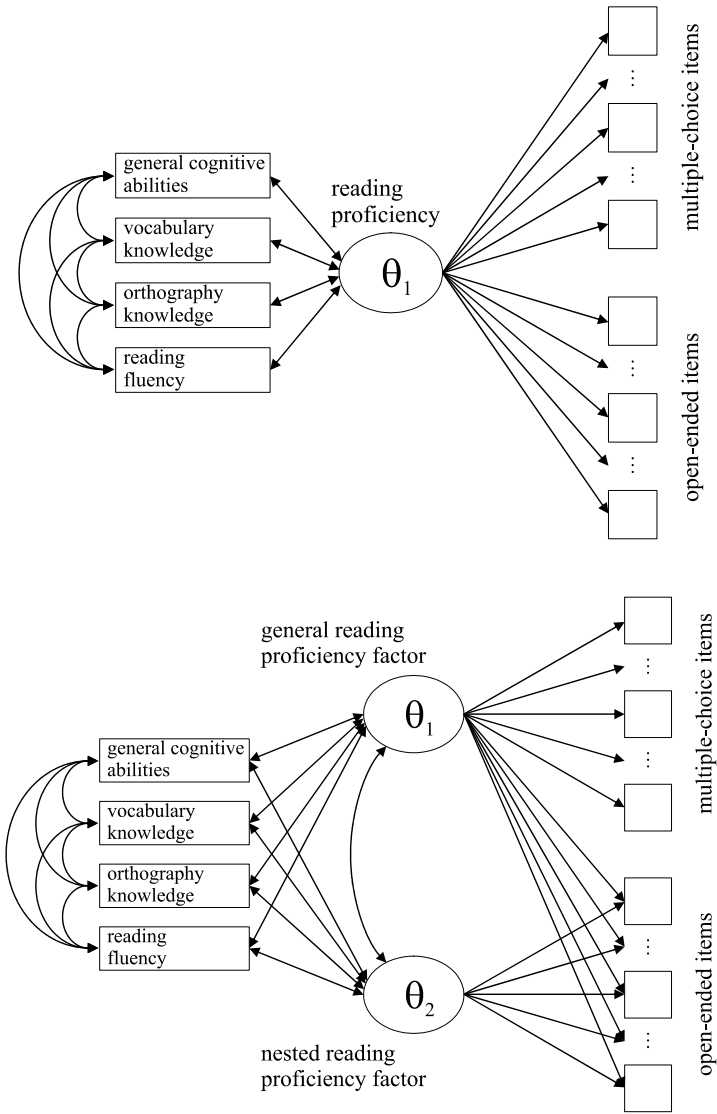 multiple-choice items
general cognitive
abilities
vocabulary
knowledge
orthography
knowledge
reading
fluency
reading
proficiency
θ1
open-ended items
general reading
proficiency factor
θ1
multiple-choice items
general cognitive
abilities
vocabulary
knowledge
orthography
knowledge
reading
fluency
θ2
nested reading
proficiency factor
open-ended items